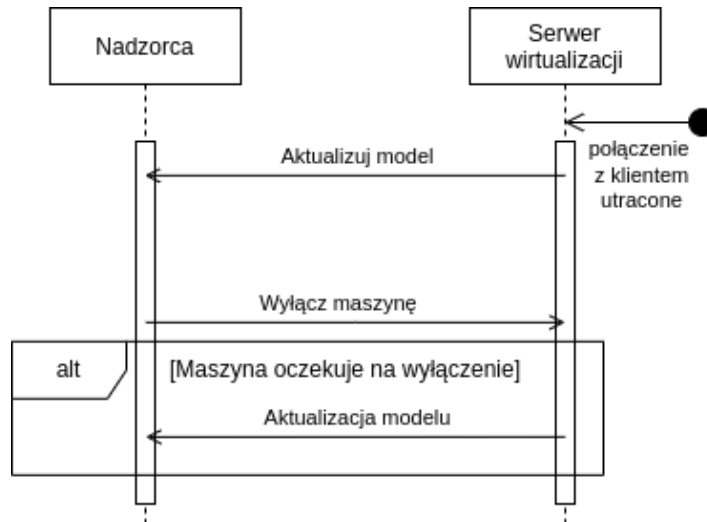 Nadzorca
Serwer
wirtualizacji
połączenie
z klientem
utracone
Aktualizuj model
Wyłącz maszynę
alt
[Maszyna oczekuje na wyłączenie]
Aktualizacja modelu